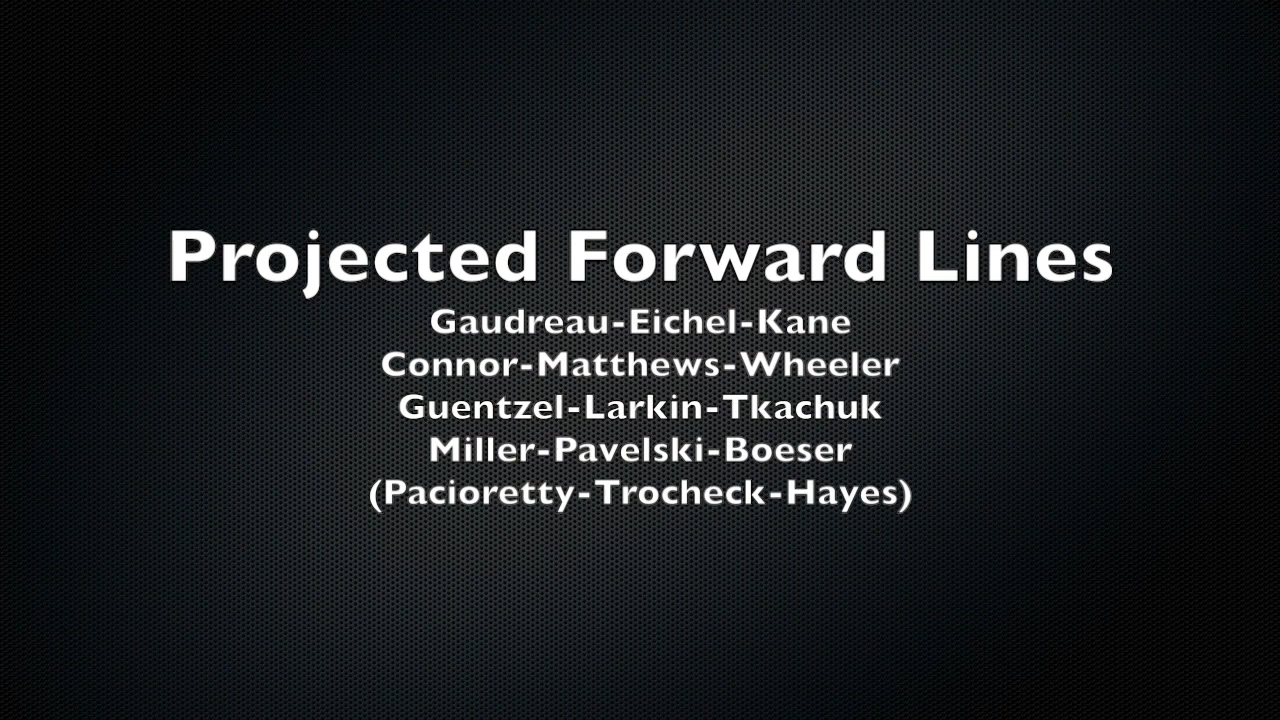 Projected Forward Lines
Gaudreau-Eichel-Kane
Connor-Matthews-Wheeler
Guentzel-Larkin-Tkachuk
Miller-Pavelski-Boeser
(Pacioretty-Trocheck-Hayes)